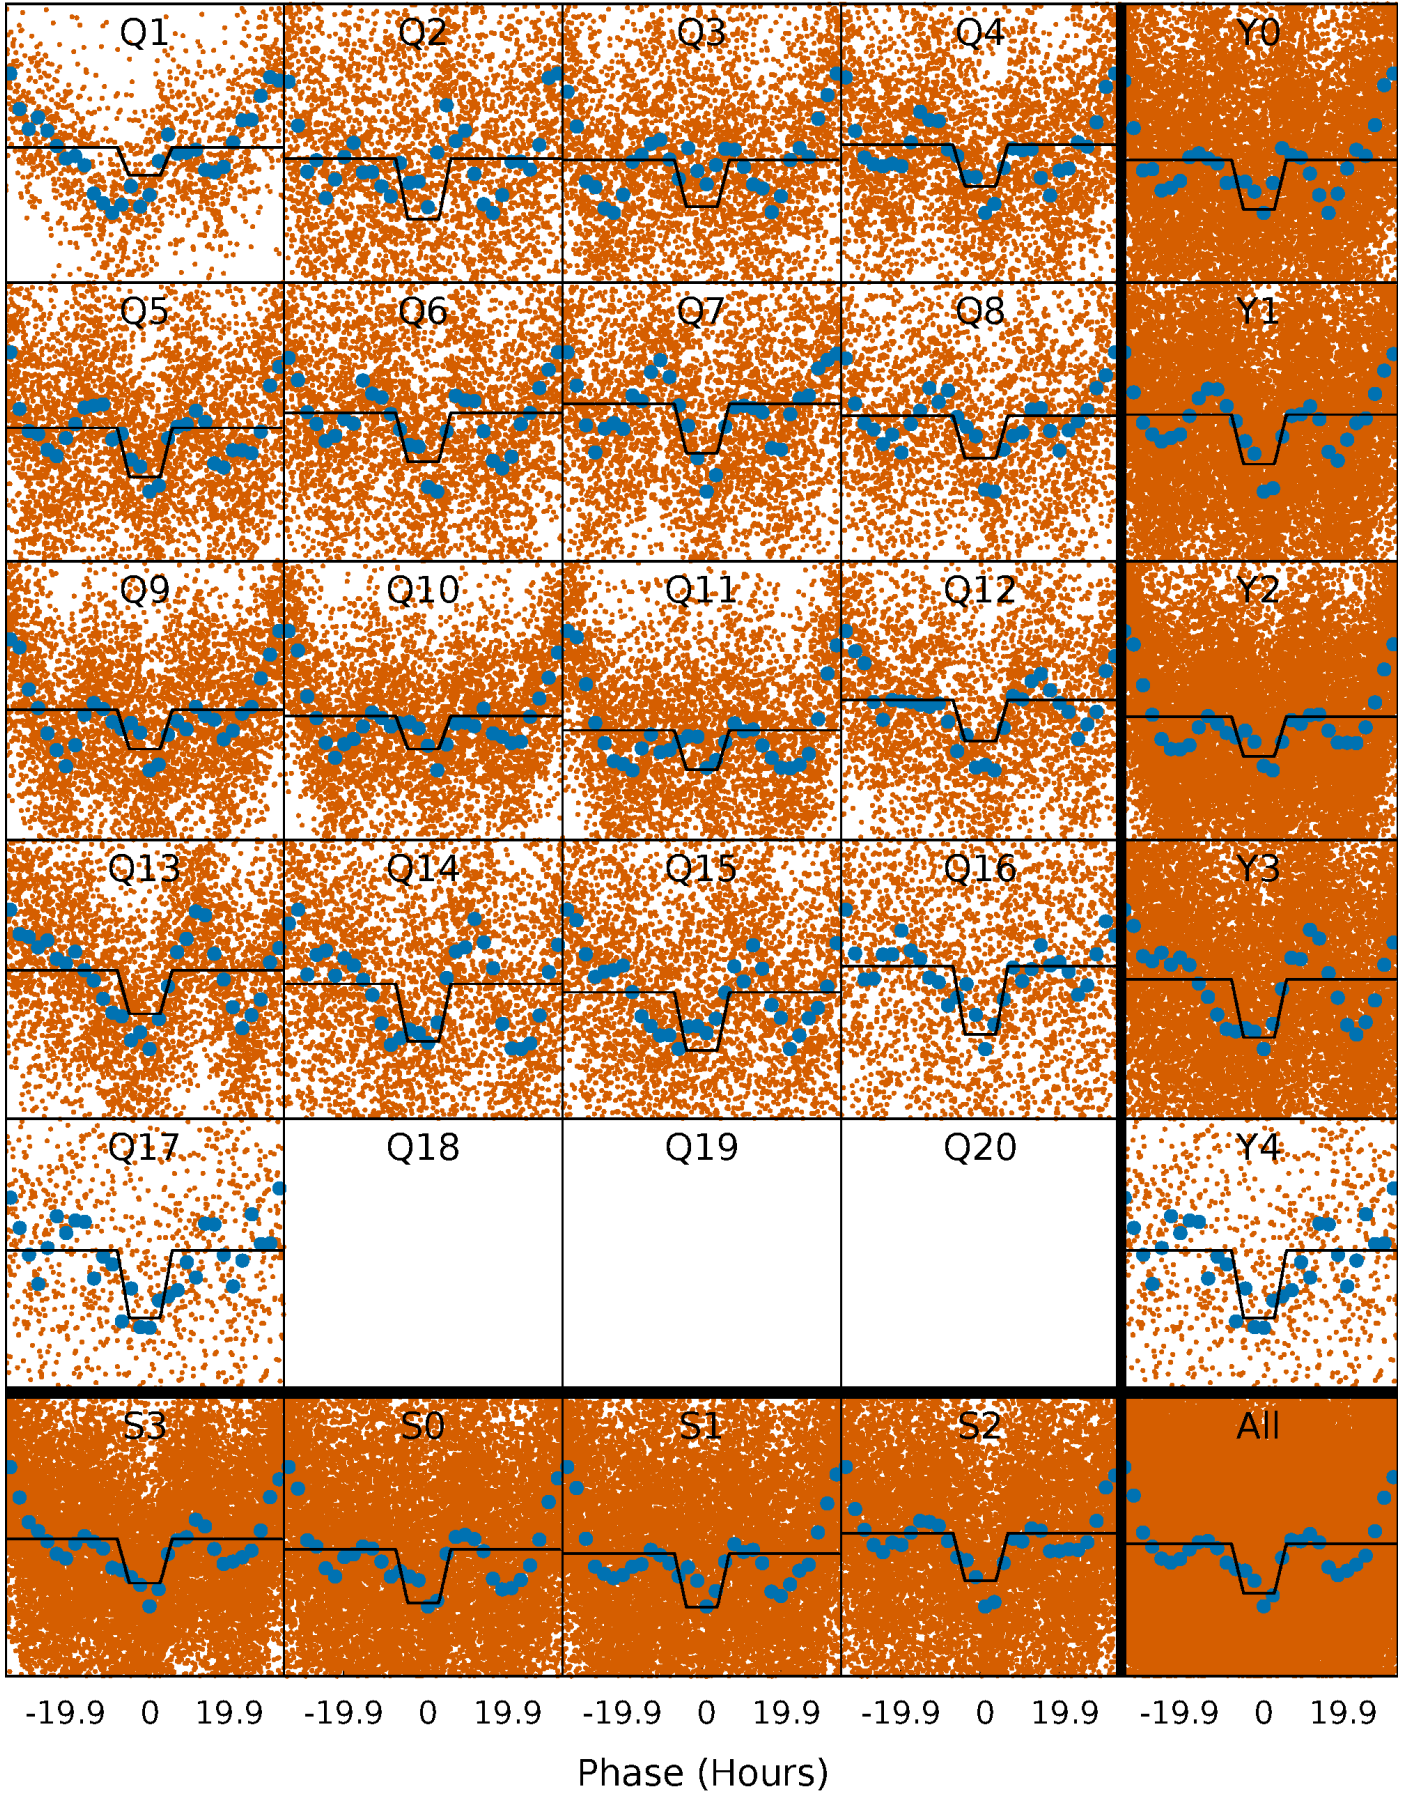 Q1 Q2 Q3 Q4 Y0
Q5 Q6 Q7 Q8 Y1
Q9 Q10 Q11 Q12 Y2
Q13 Q14 Q15 Q16 Y3
Q17 Q18 Q19 Q20 Y4
S3 S0 S1 S2 All
-19.9 0 19.9 -19.9 0 19.9 -19.9 0 19.9 -19.9 0 19.9 -19.9 0 19.9
Phase (Hours)